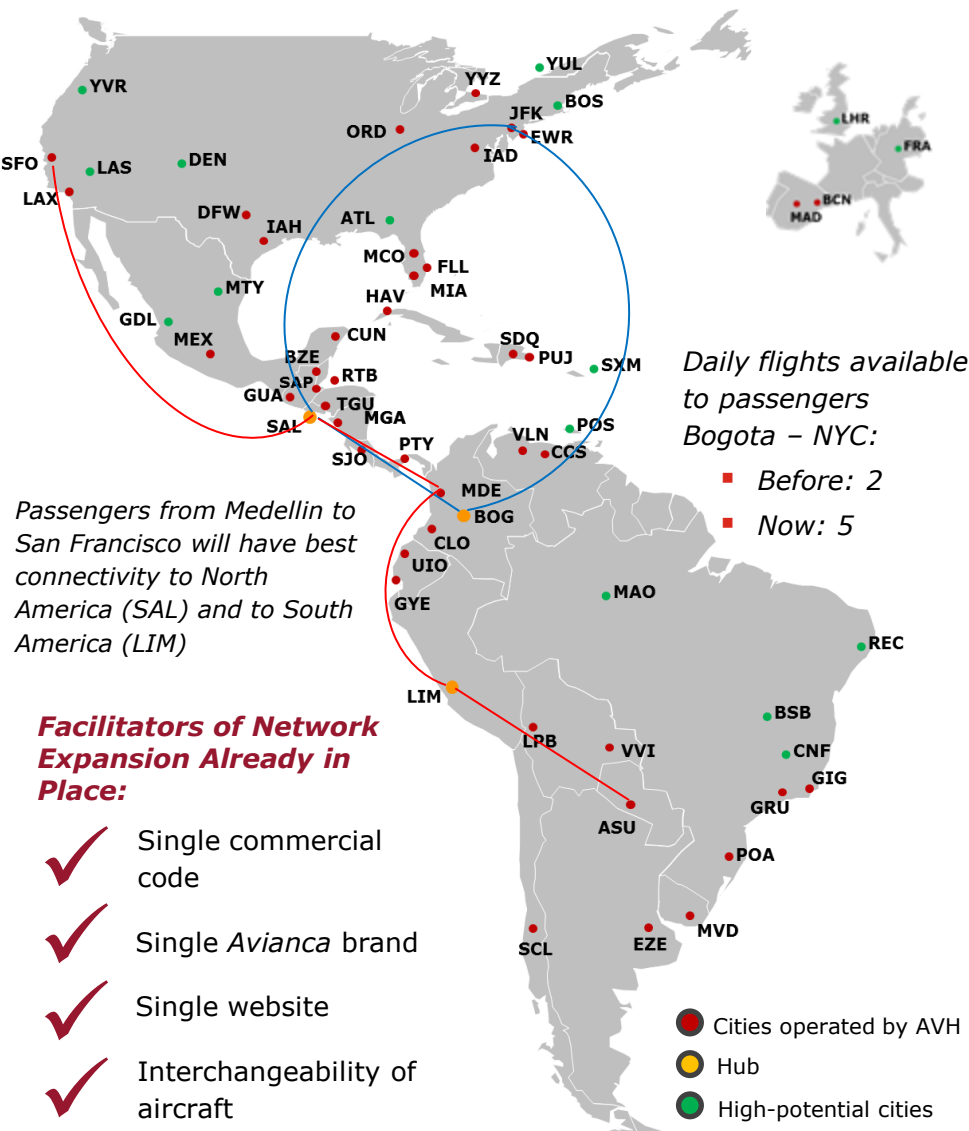 YUL
YYZ
YVR
BOS
JFK
ORD
EWR
LHR
IAD
FRA
SFO
LAS
DEN
LAX
BCN
MAD
DFW
ATL
IAH
MCO
FLL
MIA
MTY
HAV
GDL
CUN
MEX
SDQ
BZE
PUJ
SXM
RTB
SAP
GUA
TGU
MGA
SAL
POS
VLN
PTY
CCS
SJO
MDE
BOG
CLO
UIO
GYE
MAO
REC
LIM
BSB
LPB
VVI
CNF
GIG
GRU
ASU
POA
MVD
SCL
EZE
Daily flights available
to passengers
Bogota – NYC:
▪ Before: 2
▪ Now: 5
Passengers from Medellin to
San Francisco will have best
connectivity to North
America (SAL) and to South
America (LIM)
Facilitators of Network
Expansion Already in
Place:
Single commercial
code
Single Avianca brand
Single website
Interchangeability of
aircraft
Cities operated by AVH
Hub
High-potential cities